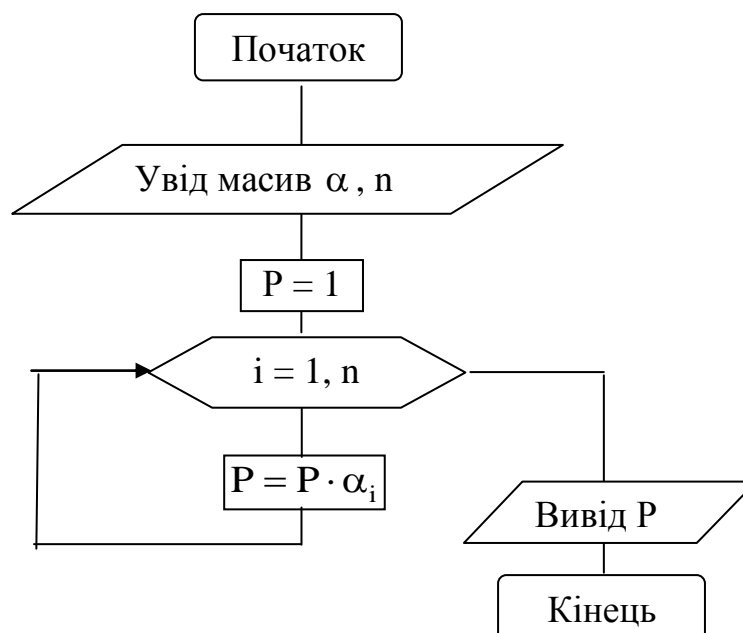 Початок
Увід масив α , n
P = 1
i = 1, n
P = P · αᵢ
Вивід P
Кінець